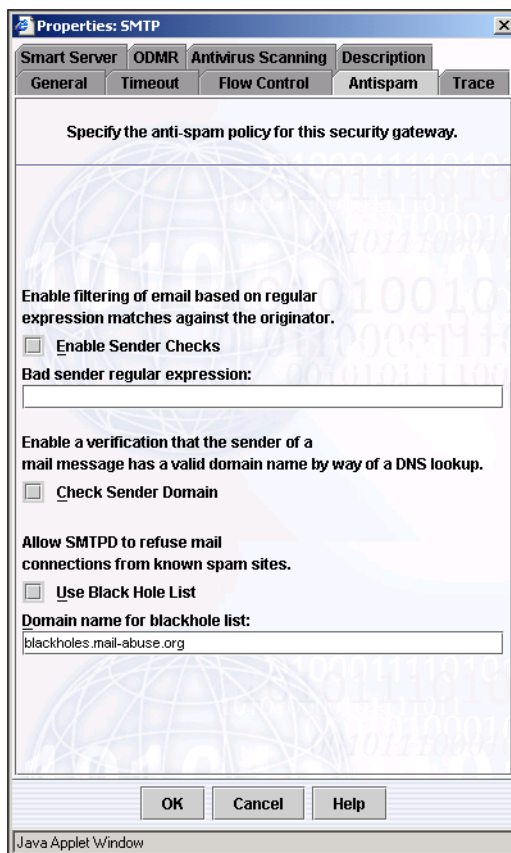 Properties: SMTP
Smart Server ODMR Antivirus Scanning Description
General Timeout Flow Control Antispam Trace
Specify the anti-spam policy for this security gateway.
Enable filtering of email based on regular
expression matches against the originator.
Enable Sender Checks
Bad sender regular expression:
Enable a verification that the sender of a
mail message has a valid domain name by way of a DNS lookup.
Check Sender Domain
Allow SMTPD to refuse mail
connections from known spam sites.
Use Black Hole List
Domain name for blackhole list:
blackholes.mail-abuse.org
OK Cancel Help
Java Applet Window